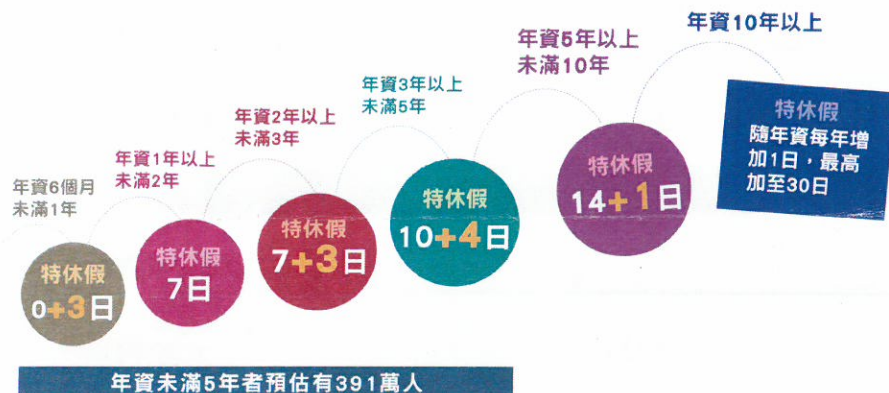 年資6個月
未滿1年
特休假
0+3日
年資1年以上
未滿2年
特休假
7日
年資2年以上
未滿3年
特休假
7+3日
年資3年以上
未滿5年
特休假
10+4日
年資5年以上
未滿10年
特休假
14+1日
年資10年以上
特休假
隨年資每年增
加1日，最高
加至30日
年資未滿5年者預估有391萬人